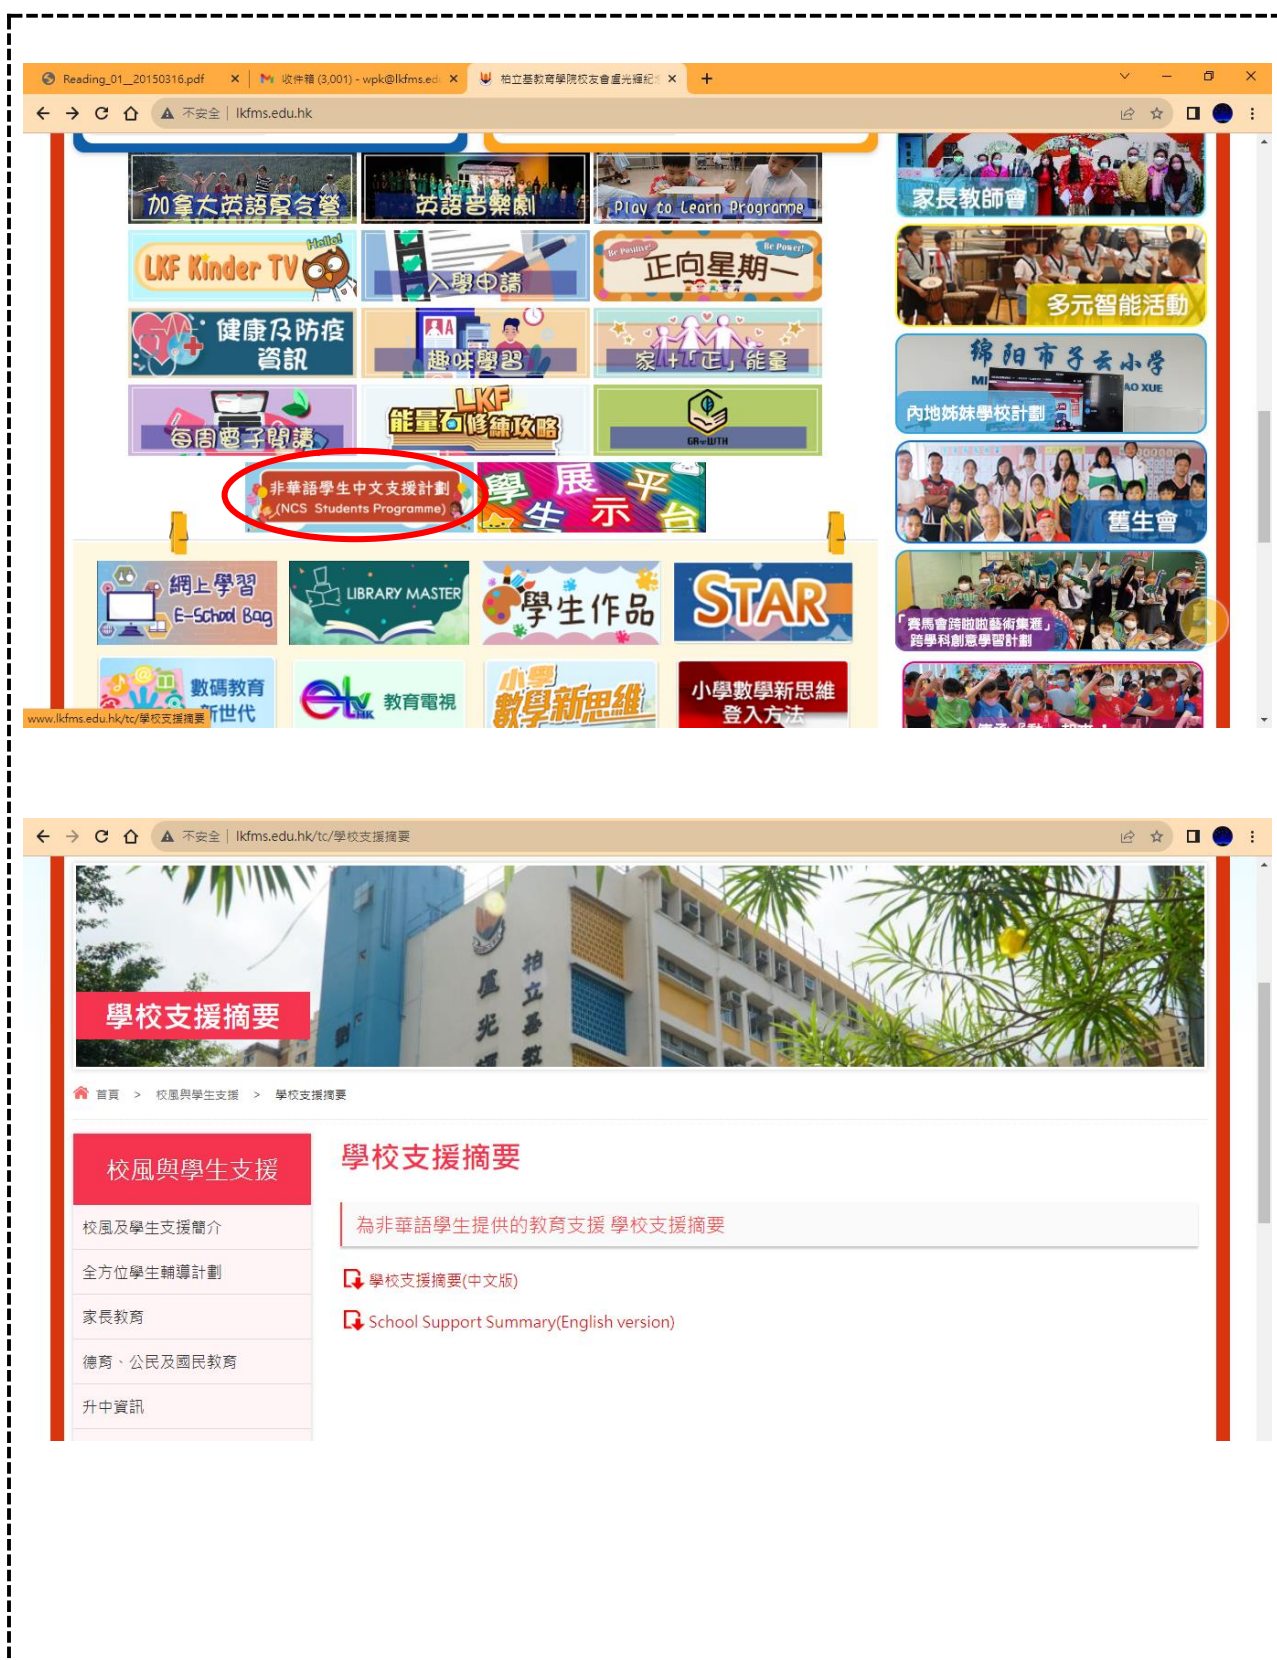 Reading_01__20150316.pdf
收件箱 (3,001) - wpk@lkfms.ed
柏立基教育學院校友會盧光輝紀
不安全 | lkfms.edu.hk
加拿大英語夏令營
英語音樂劇
Play to Learn Programme
家長教師會
Hello!
LKF Kinder TV
入學申請
Be Positive!
Be Power!
正向星期一
多元智能活動
健康及防疫
資訊
趣味學習
家+「正」能量
绵阳市子云小学
AO XUE
內地姊妹學校計劃
每周電子閱讀
LKF
能量石修練攻略
GRoWTH
非華語學生中文支援計劃
(NCS Students Programme)
學生展示平台
舊生會
網上學習
E-School Bag
LIBRARY MASTER
學生作品
STAR
「賽馬會跨啦啦藝術集匯」
跨學科創意學習計劃
數碼教育
新世代
etv
HK
教育電視
小學
數學新思維
小學數學新思維
登入方法
www.lkfms.edu.hk/tc/學校支援摘要
不安全 | lkfms.edu.hk/tc/學校支援摘要
柏立基教
盧光輝
學校支援摘要
首頁 > 校風與學生支援 > 學校支援摘要
校風與學生支援
學校支援摘要
校風及學生支援簡介
為非華語學生提供的教育支援 學校支援摘要
全方位學生輔導計劃
學校支援摘要(中文版)
家長教育
School Support Summary(English version)
德育、公民及國民教育
升中資訊